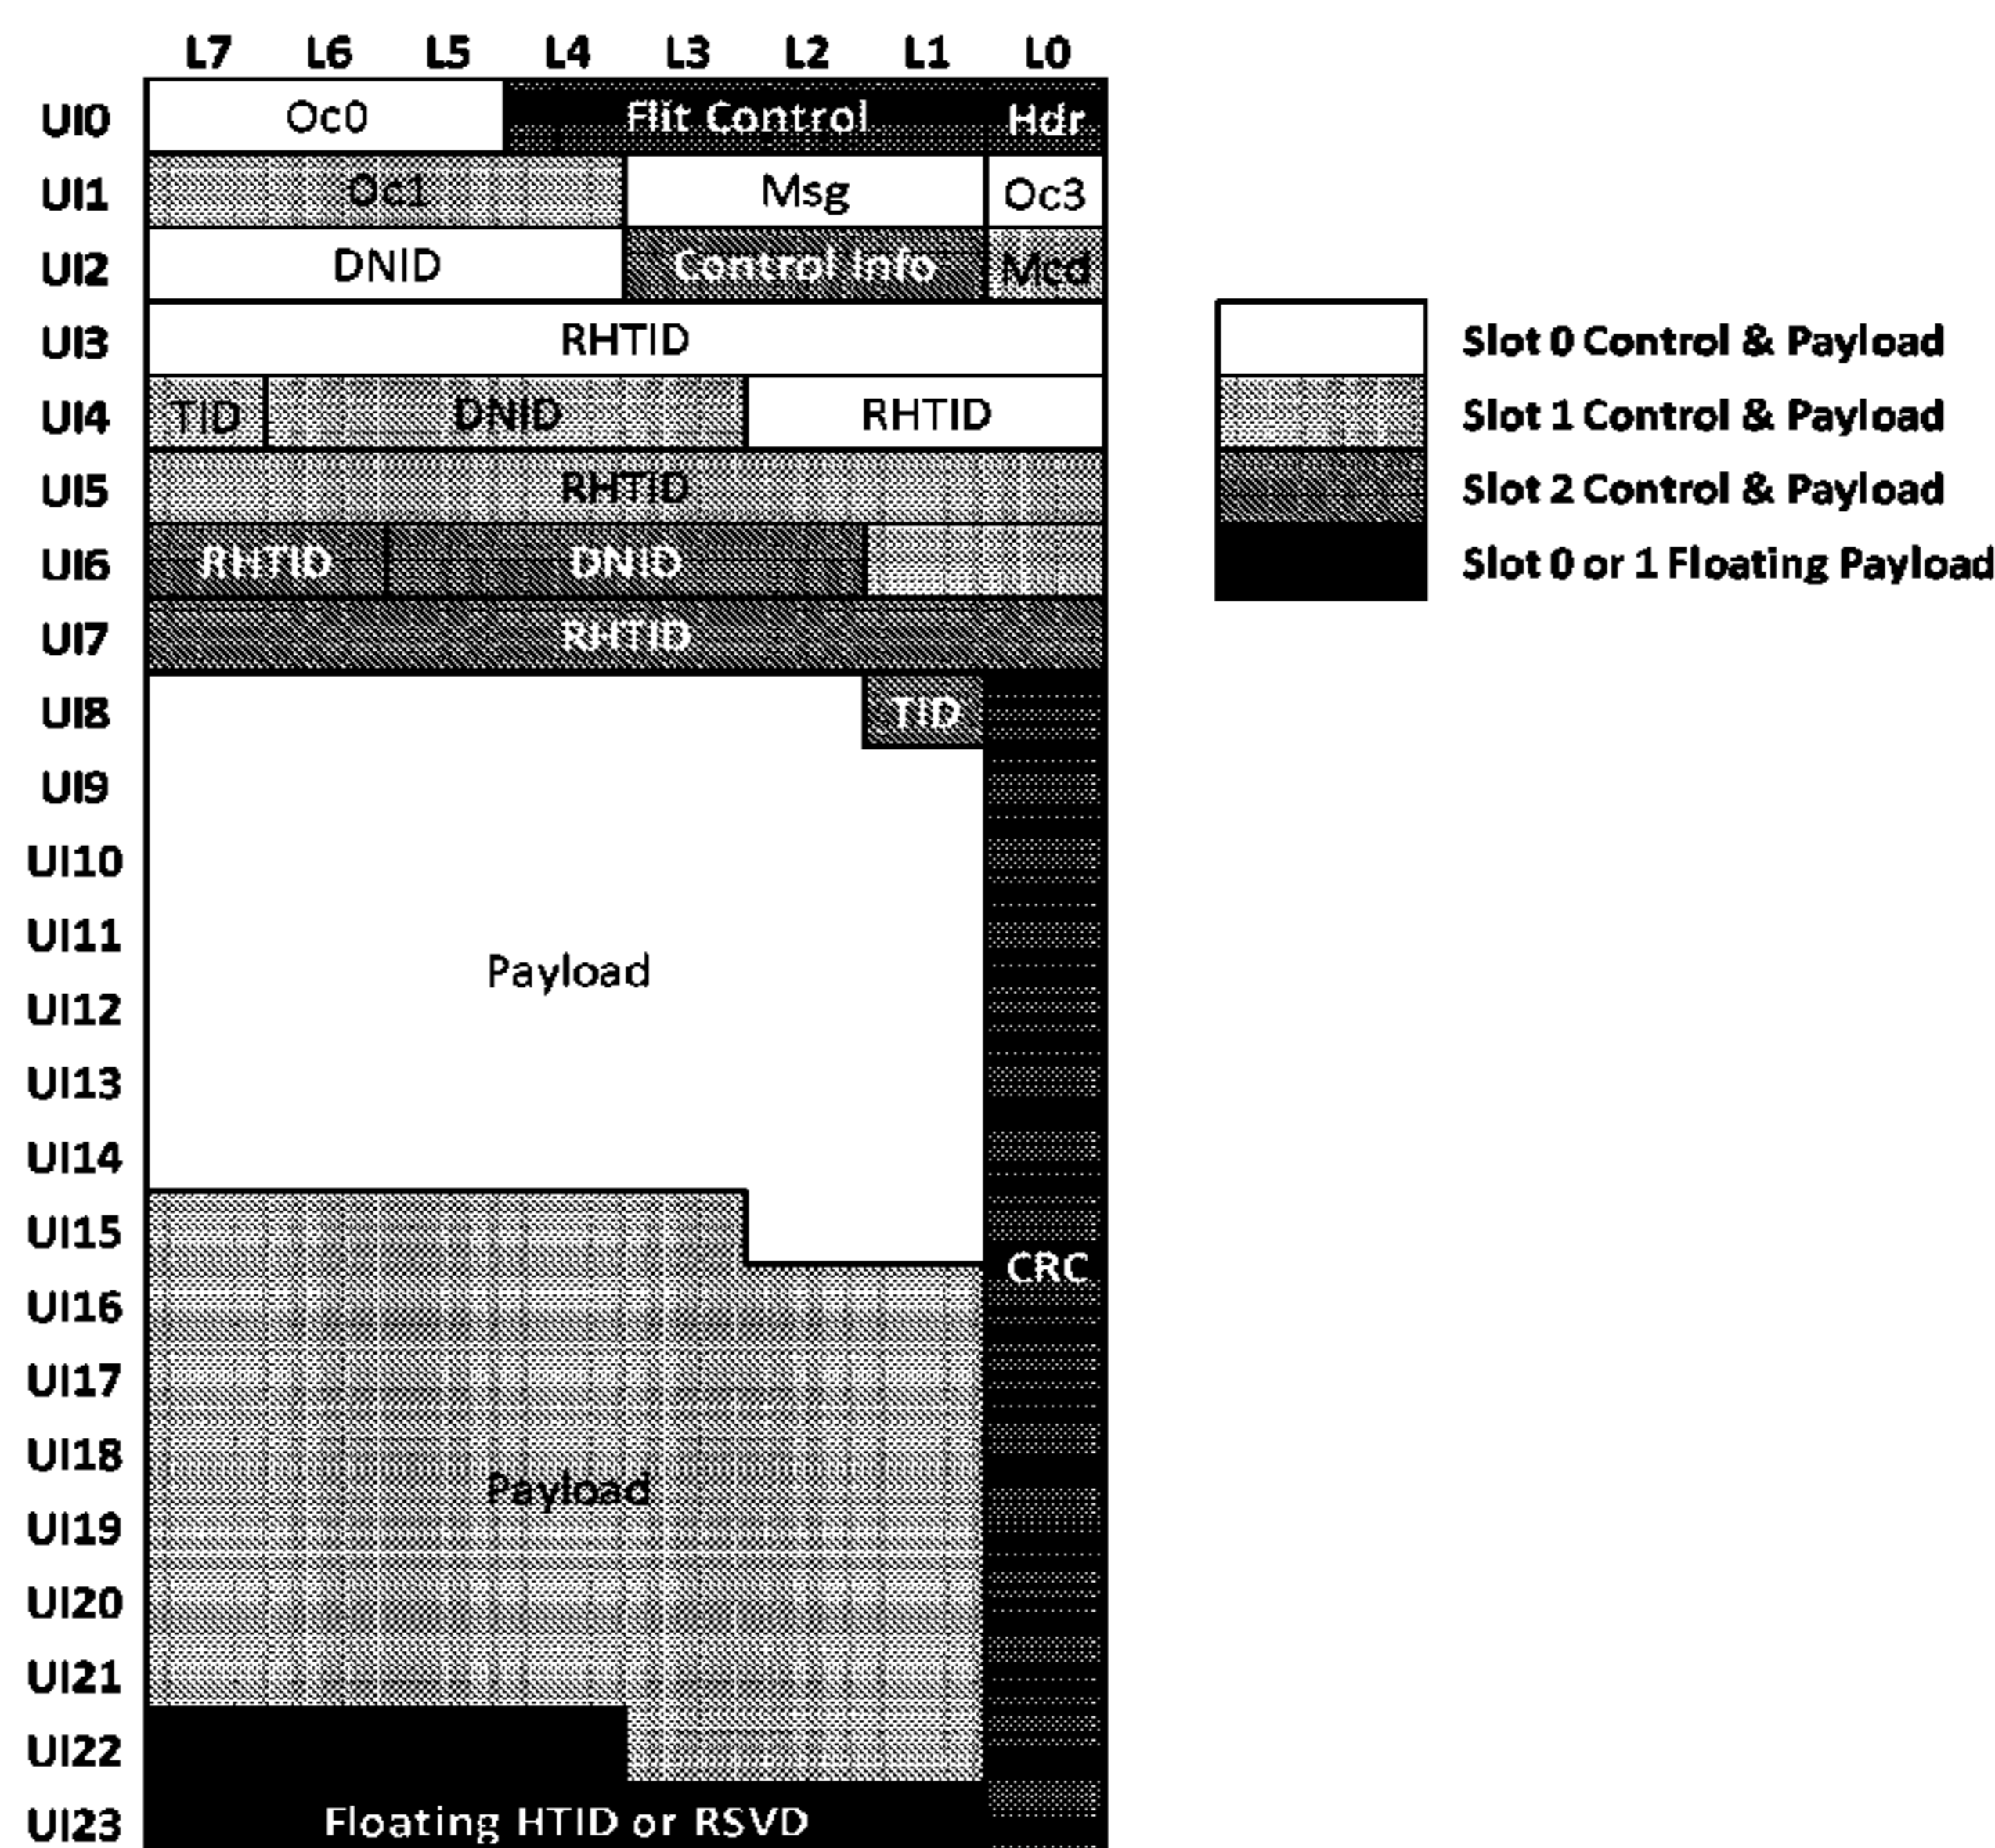 L7 L6 L5 L4 L3 L2 L1 L0
UI0 Oc0 Flit Control Hdr
UI1 Oc1 Msg Oc3
UI2 DNID Control Info Mcd
UI3 RHTID
UI4 TID DNID RHTID
UI5 RHTID
UI6 RHTID DNID
UI7 RHTID
UI8 TID
UI9
UI10
UI11
Payload
UI12
UI13
UI14
UI15
CRC
UI16
UI17
UI18
Payload
UI19
UI20
UI21
UI22
UI23 Floating HTID or RSVD
Slot 0 Control & Payload
Slot 1 Control & Payload
Slot 2 Control & Payload
Slot 0 or 1 Floating Payload